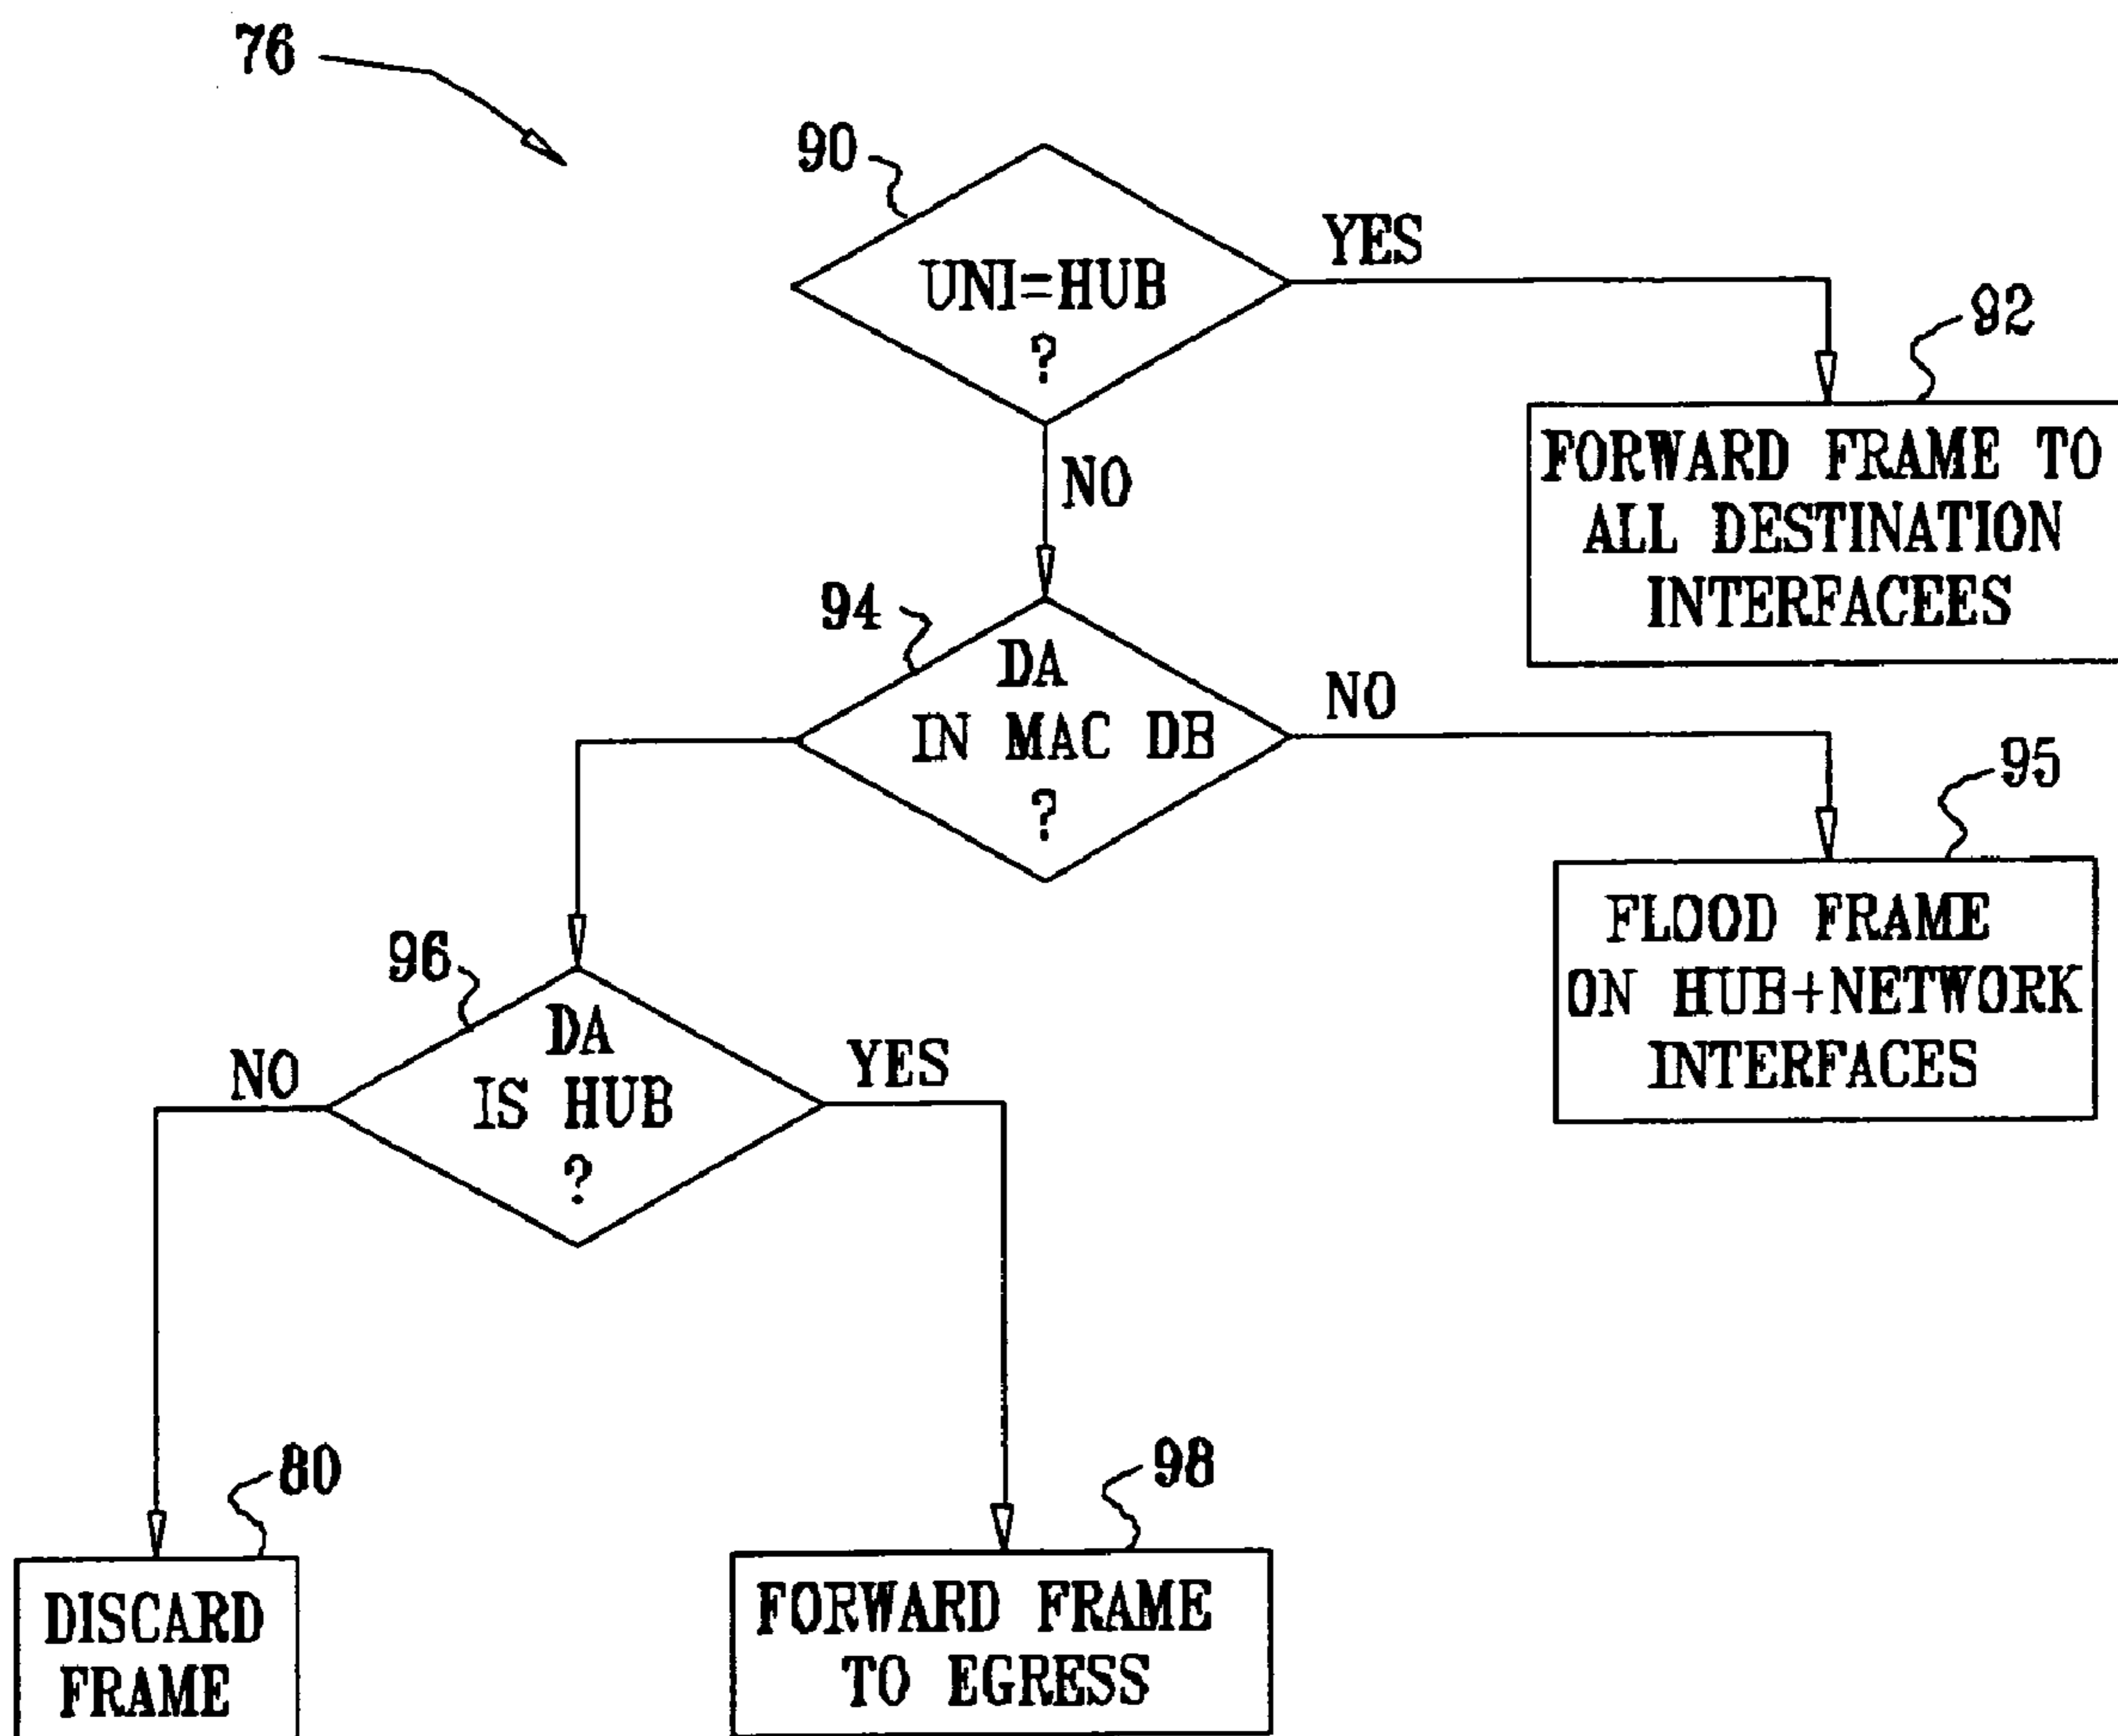 76
90
UNI=HUB
?
YES
92
FORWARD FRAME TO
ALL DESTINATION
INTERFACEES
NO
94
DA
IN MAC DB
?
NO
95
FLOOD FRAME
ON HUB+NETWORK
INTERFACES
96
DA
IS HUB
?
NO
YES
80
DISCARD
FRAME
98
FORWARD FRAME
TO EGRESS